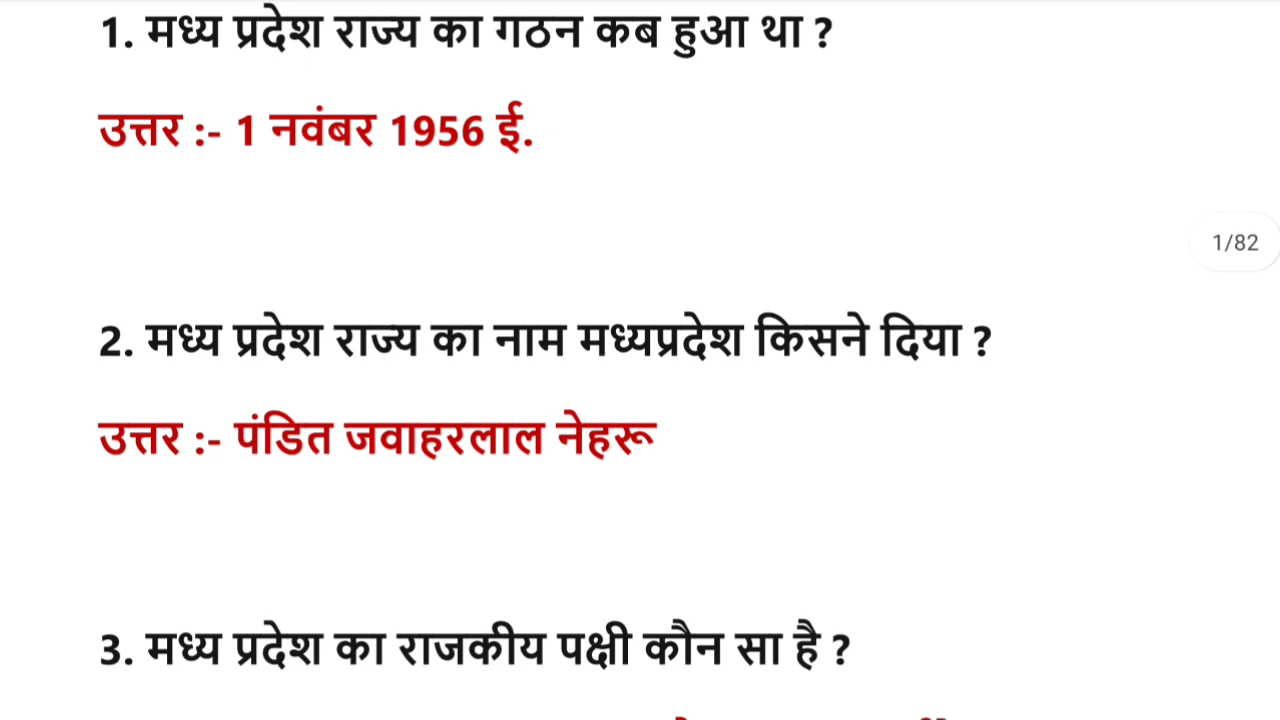 1. मध्य प्रदेश राज्य का गठन कब हुआ था ?
उत्तर :- 1 नवंबर 1956 ई.
1/82
2. मध्य प्रदेश राज्य का नाम मध्यप्रदेश किसने दिया ?
उत्तर :- पंडित जवाहरलाल नेहरू
3. मध्य प्रदेश का राजकीय पक्षी कौन सा है ?